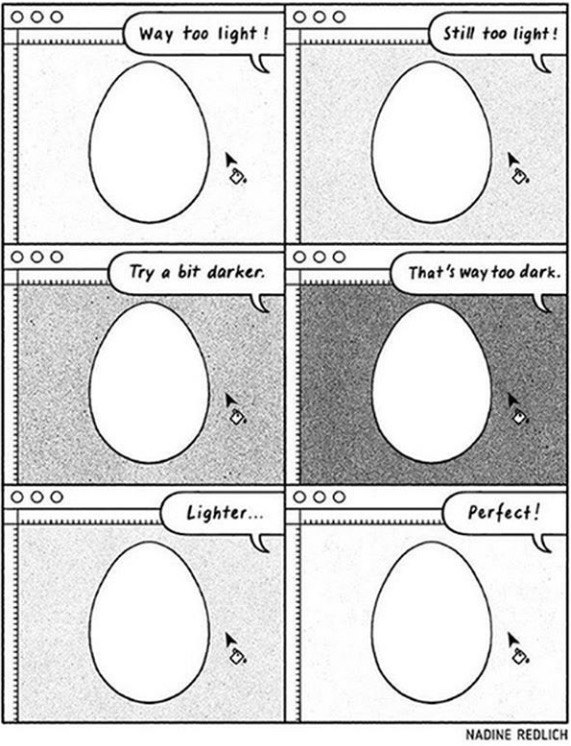 Way too light!
Still too light!
Try a bit darker.
That's way too dark.
Lighter...
Perfect!
NADINE REDLICH